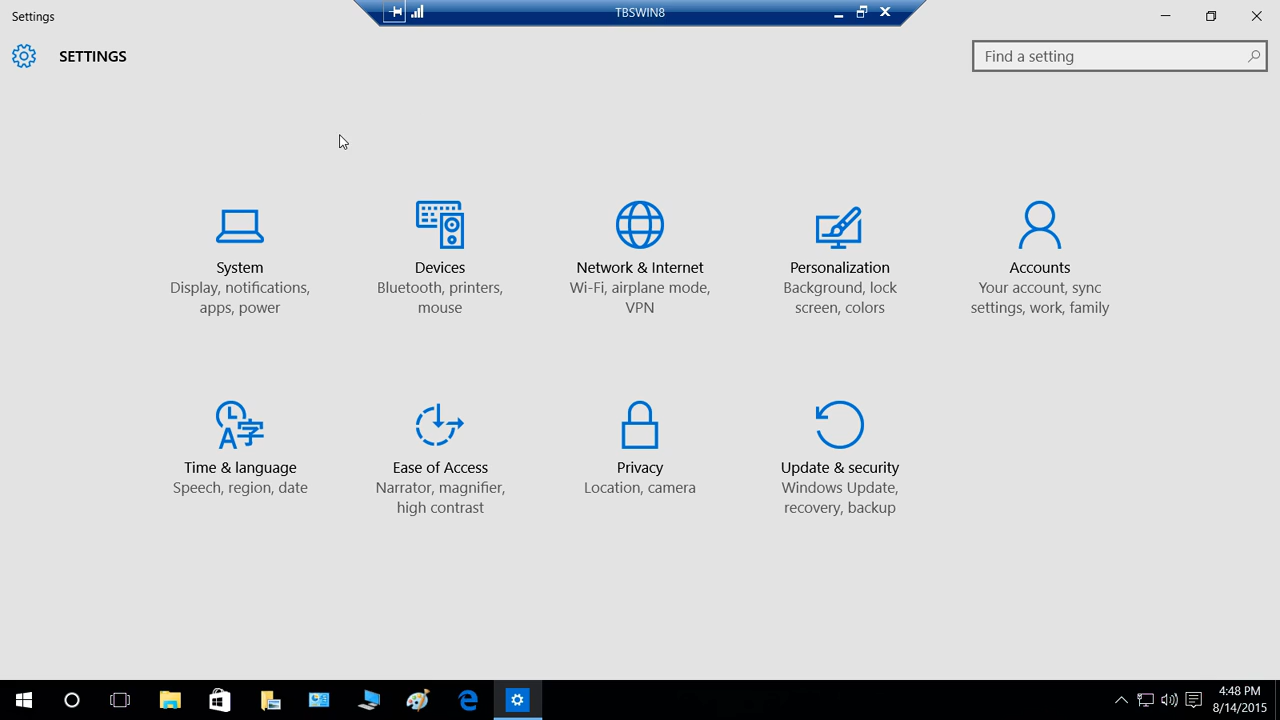 Settings
TBSWIN8
SETTINGS
Find a setting
System
Display, notifications,
apps, power
Devices
Bluetooth, printers,
mouse
Network & Internet
Wi-Fi, airplane mode,
VPN
Personalization
Background, lock
screen, colors
Accounts
Your account, sync
settings, work, family
Time & language
Speech, region, date
Ease of Access
Narrator, magnifier,
high contrast
Privacy
Location, camera
Update & security
Windows Update,
recovery, backup
4:48 PM
8/14/2015